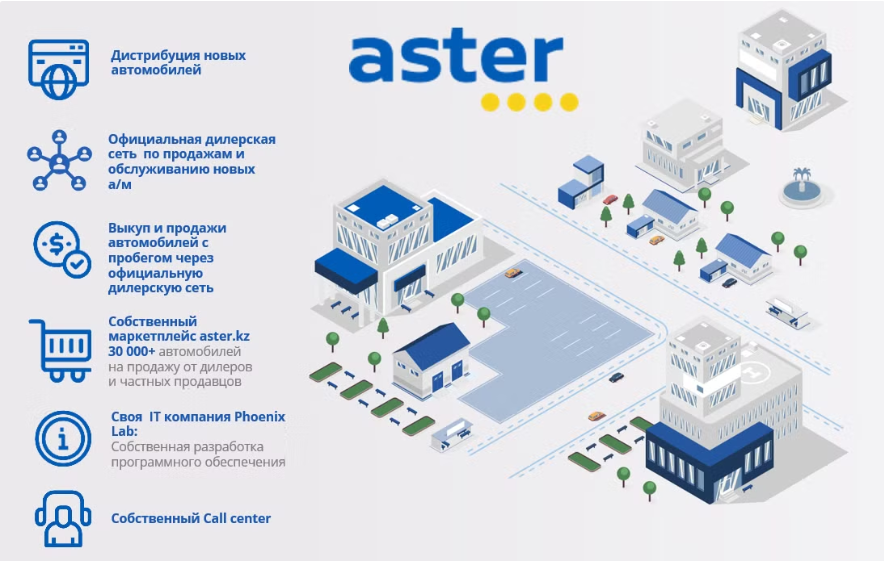 aster
Дистрибуция новых
автомобилей
Официальная дилерская
сеть по продажам и
обслуживанию новых
а/м
Выкуп и продажи
автомобилей с
пробегом через
официальную
дилерскую сеть
Собственный
маркетплейс aster.kz
30 000+ автомобилей
на продажу от дилеров
и частных продавцов
Своя IT компания Phoenix
Lab:
Собственная разработка
программного обеспечения
Собственный Call center